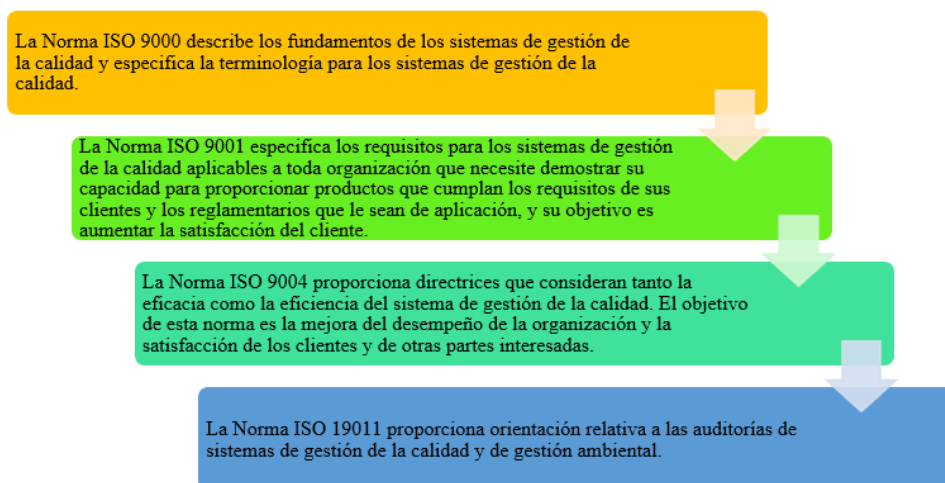 La Norma ISO 9000 describe los fundamentos de los sistemas de gestión de
la calidad y especifica la terminología para los sistemas de gestión de la
calidad.
La Norma ISO 9001 especifica los requisitos para los sistemas de gestión
de la calidad aplicables a toda organización que necesite demostrar su
capacidad para proporcionar productos que cumplan los requisitos de sus
clientes y los reglamentarios que le sean de aplicación, y su objetivo es
aumentar la satisfacción del cliente.
La Norma ISO 9004 proporciona directrices que consideran tanto la
eficacia como la eficiencia del sistema de gestión de la calidad. El objetivo
de esta norma es la mejora del desempeño de la organización y la
satisfacción de los clientes y de otras partes interesadas.
La Norma ISO 19011 proporciona orientación relativa a las auditorías de
sistemas de gestión de la calidad y de gestión ambiental.